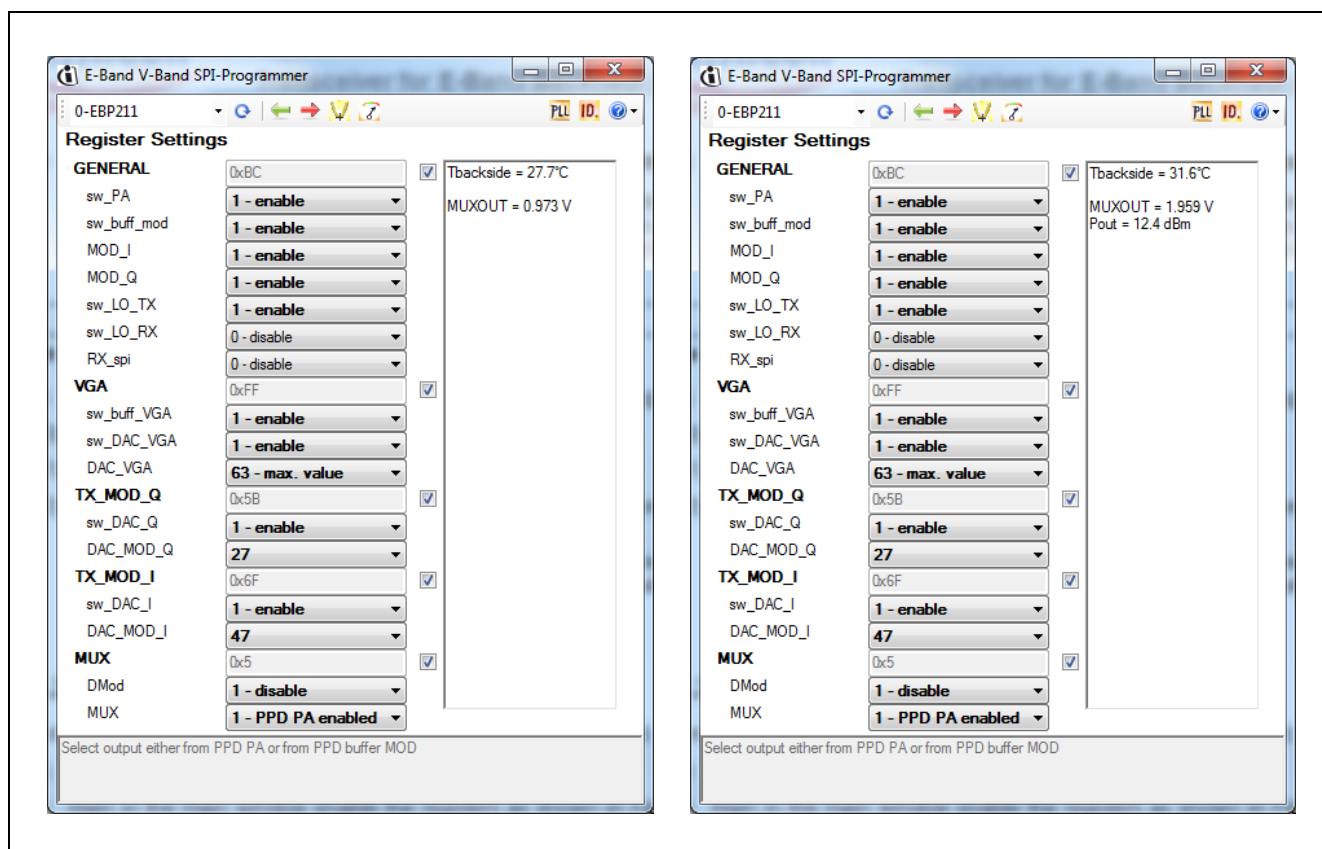 E-Band V-Band SPI-Programmer
0-EBP211
PLL ID.
Register Settings
GENERAL 0xBC
sw_PA 1 - enable
sw_buff_mod 1 - enable
MOD_I 1 - enable
MOD_Q 1 - enable
sw_LO_TX 1 - enable
sw_LO_RX 0 - disable
RX_spi 0 - disable
VGA 0xFF
sw_buff_VGA 1 - enable
sw_DAC_VGA 1 - enable
DAC_VGA 63 - max. value
TX_MOD_Q 0x5B
sw_DAC_Q 1 - enable
DAC_MOD_Q 27
TX_MOD_I 0x6F
sw_DAC_I 1 - enable
DAC_MOD_I 47
MUX 0x5
DMod 1 - disable
MUX 1 - PPD PA enabled
Tbackside = 27.7°C
MUXOUT = 0.973 V
Select output either from PPD PA or from PPD buffer MOD
E-Band V-Band SPI-Programmer
0-EBP211
PLL ID.
Register Settings
GENERAL 0xBC
sw_PA 1 - enable
sw_buff_mod 1 - enable
MOD_I 1 - enable
MOD_Q 1 - enable
sw_LO_TX 1 - enable
sw_LO_RX 0 - disable
RX_spi 0 - disable
VGA 0xFF
sw_buff_VGA 1 - enable
sw_DAC_VGA 1 - enable
DAC_VGA 63 - max. value
TX_MOD_Q 0x5B
sw_DAC_Q 1 - enable
DAC_MOD_Q 27
TX_MOD_I 0x6F
sw_DAC_I 1 - enable
DAC_MOD_I 47
MUX 0x5
DMod 1 - disable
MUX 1 - PPD PA enabled
Tbackside = 31.6°C
MUXOUT = 1.959 V
Pout = 12.4 dBm
Select output either from PPD PA or from PPD buffer MOD